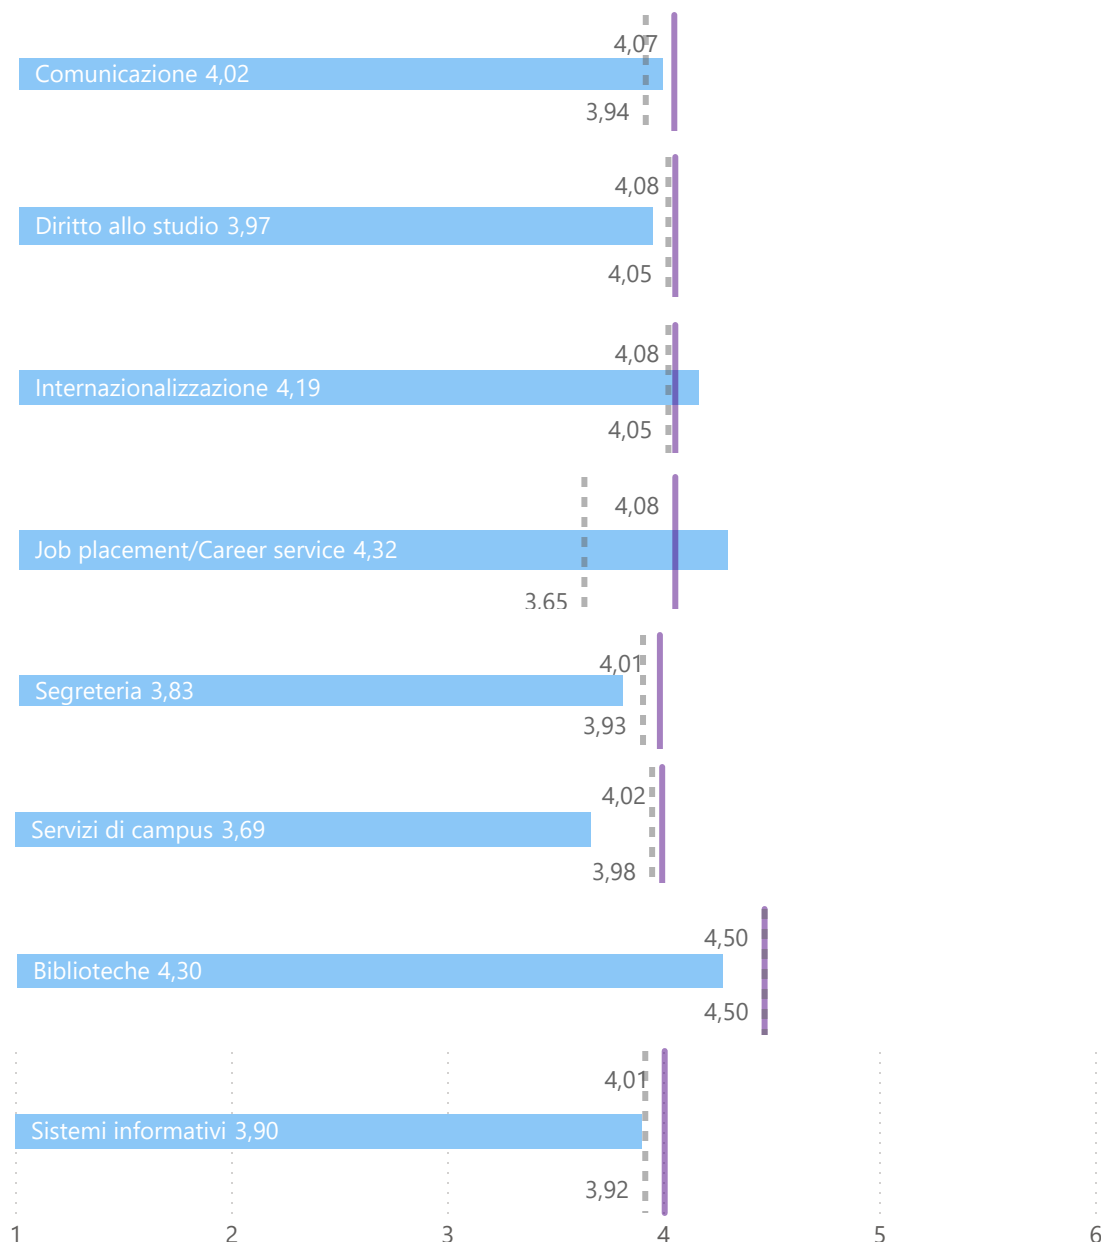 4,07
Comunicazione 4,02
3,94
4,08
Diritto allo studio 3,97
4,05
4,08
Internazionalizzazione 4,19
4,05
4,08
Job placement/Career service 4,32
3,65
4,01
Segreteria 3,83
3,93
4,02
Servizi di campus 3,69
3,98
4,50
Biblioteche 4,30
4,50
4,01
Sistemi informativi 3,90
3,92
1 2 3 4 5 6